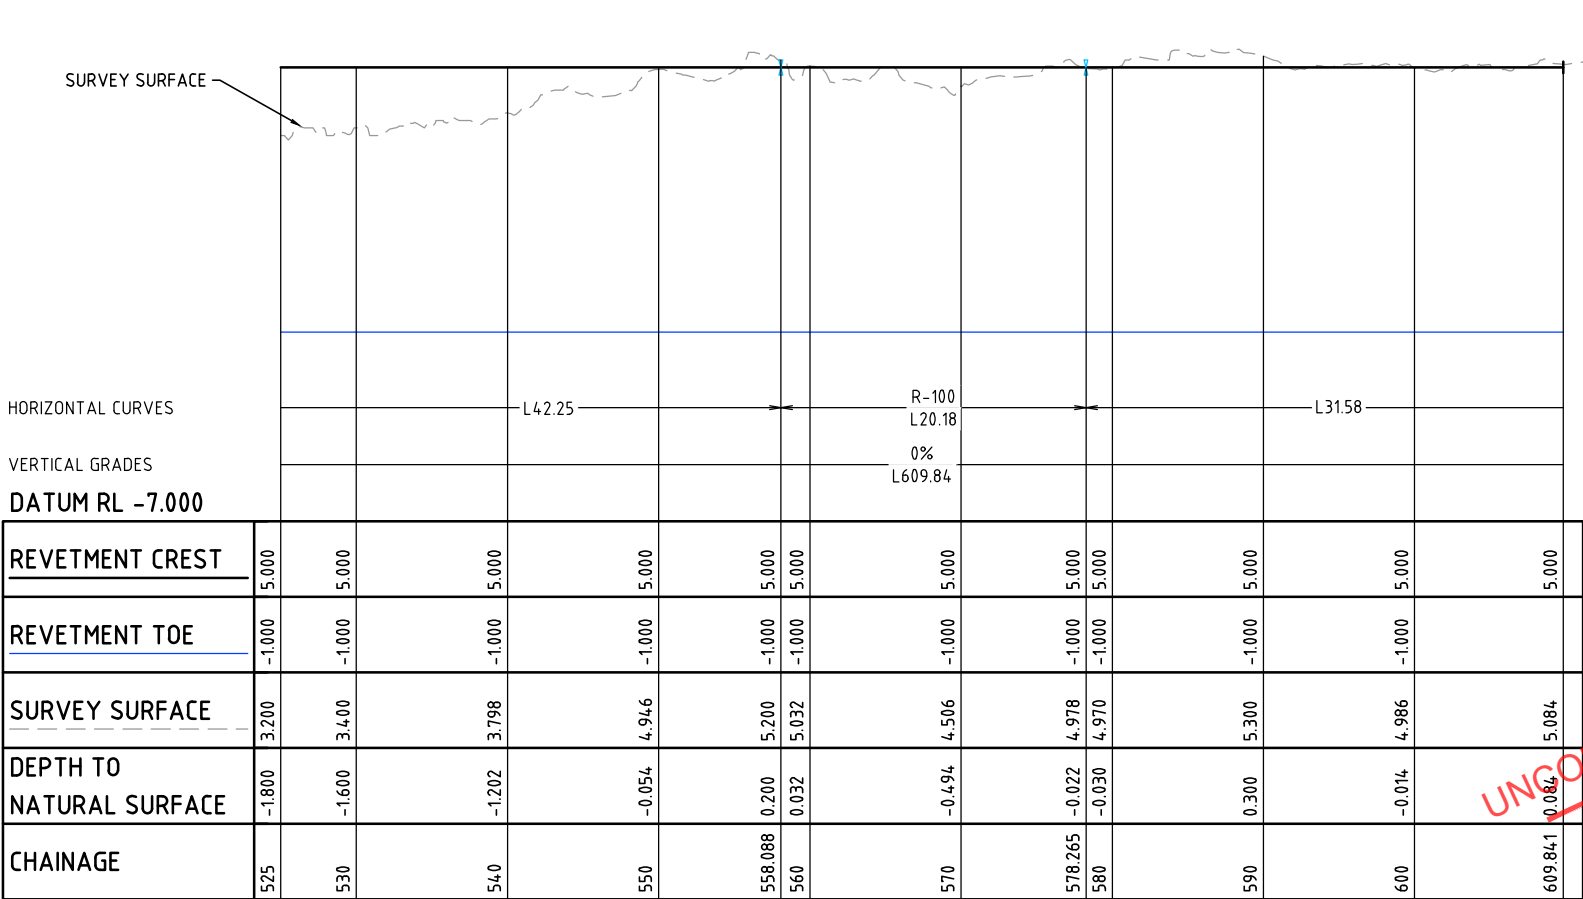 SURVEY SURFACE
HORIZONTAL CURVES
L42.25
R-100
L20.18
L31.58
VERTICAL GRADES
0%
L609.84
DATUM RL -7.000
REVETMENT CREST
5.000 5.000 5.000 5.000 5.000 5.000 5.000 5.000 5.000 5.000 5.000 5.000
REVETMENT TOE
-1.000 -1.000 -1.000 -1.000 -1.000 -1.000 -1.000 -1.000 -1.000 -1.000 -1.000
SURVEY SURFACE
3.200 3.400 3.798 4.946 5.200 5.032 4.506 4.978 4.970 5.300 4.986 5.084
DEPTH TO
NATURAL SURFACE
-1.800 -1.600 -1.202 -0.054 0.200 0.032 -0.494 -0.022 -0.030 0.300 -0.014 0.084
UNCO
CHAINAGE
525 530 540 550 558.088 560 570 578.265 580 590 600 609.841